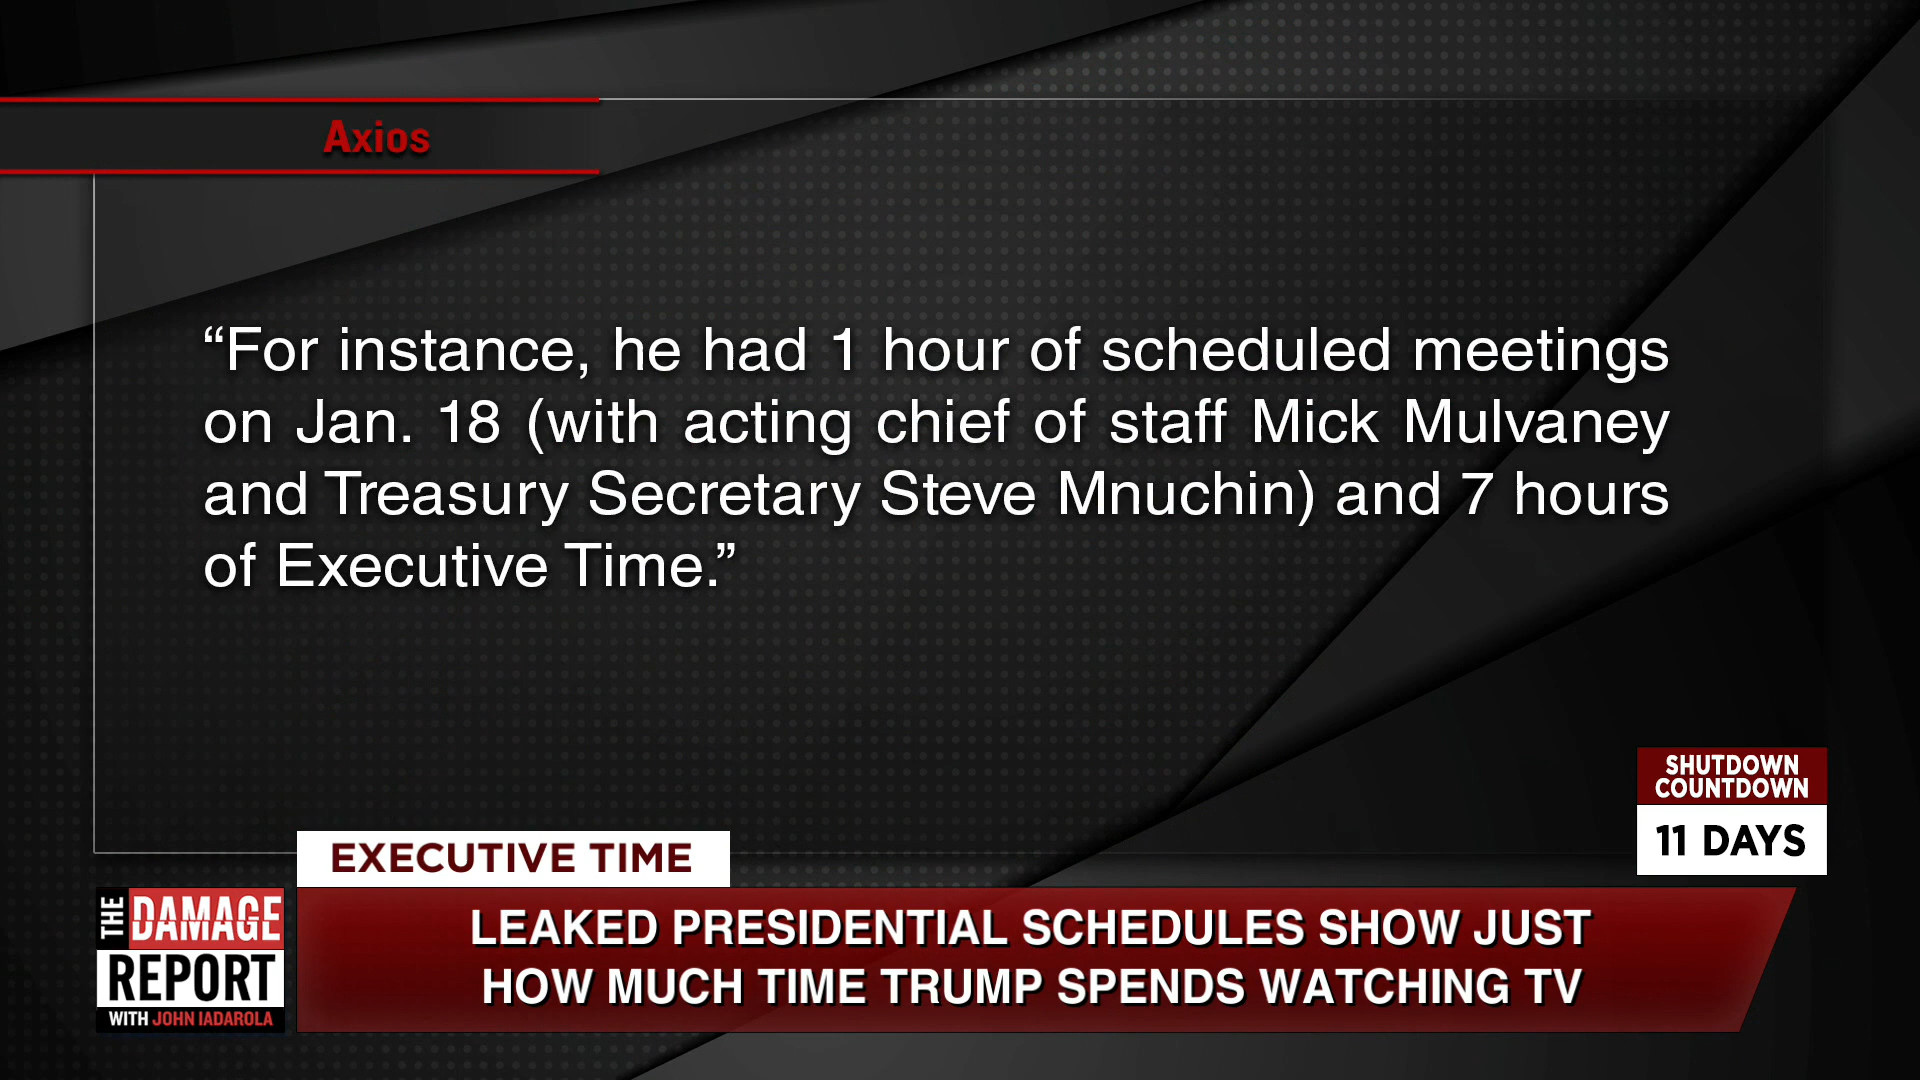 Axios
“For instance, he had 1 hour of scheduled meetings
on Jan. 18 (with acting chief of staff Mick Mulvaney
and Treasury Secretary Steve Mnuchin) and 7 hours
of Executive Time.”
SHUTDOWN
COUNTDOWN
11 DAYS
EXECUTIVE TIME
LEAKED PRESIDENTIAL SCHEDULES SHOW JUST
HOW MUCH TIME TRUMP SPENDS WATCHING TV
THE DAMAGE
REPORT
WITH JOHN IADAROLA